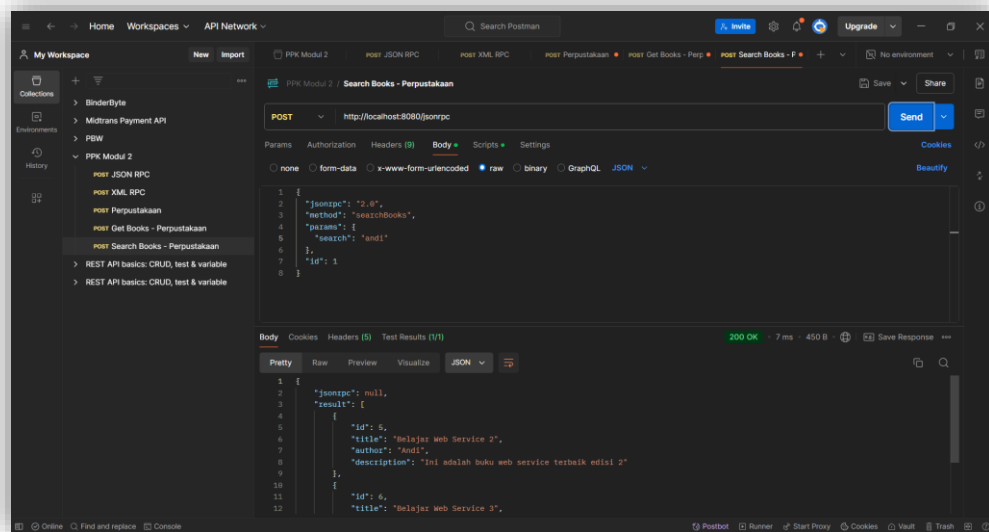 Home Workspaces API Network Search Postman Invite Upgrade
My Workspace New Import PPK Modul 2 POST JSON RPC POST XML RPC POST Perpustakaan POST Get Books - Perp POST Search Books - P No environment
Collections
Environments
History
BinderByte
Midtrans Payment API
PBW
PPK Modul 2
POST JSON RPC
POST XML RPC
POST Perpustakaan
POST Get Books - Perpustakaan
POST Search Books - Perpustakaan
REST API basics: CRUD, test & variable
REST API basics: CRUD, test & variable
PPK Modul 2 / Search Books - Perpustakaan Save Share
POST http://localhost:8080/jsonrpc Send
Params Authorization Headers (9) Body Scripts Settings Cookies
none form-data x-www-form-urlencoded raw binary GraphQL JSON Beautify
1 {
2 "jsonrpc": "2.0",
3 "method": "searchBooks",
4 "params": {
5 "search": "andi"
6 },
7 "id": 1
8 }
Body Cookies Headers (5) Test Results (1/1) 200 OK 7 ms 450 B Save Response
Pretty Raw Preview Visualize JSON
1 {
2 "jsonrpc": null,
3 "result": [
4 {
5 "id": 5,
6 "title": "Belajar Web Service 2",
7 "author": "Andi",
8 "description": "Ini adalah buku web service terbaik edisi 2"
9 },
10 {
11 "id": 6,
12 "title": "Belajar Web Service 3",
Online Find and replace Console Postbot Runner Start Proxy Cookies Vault Trash